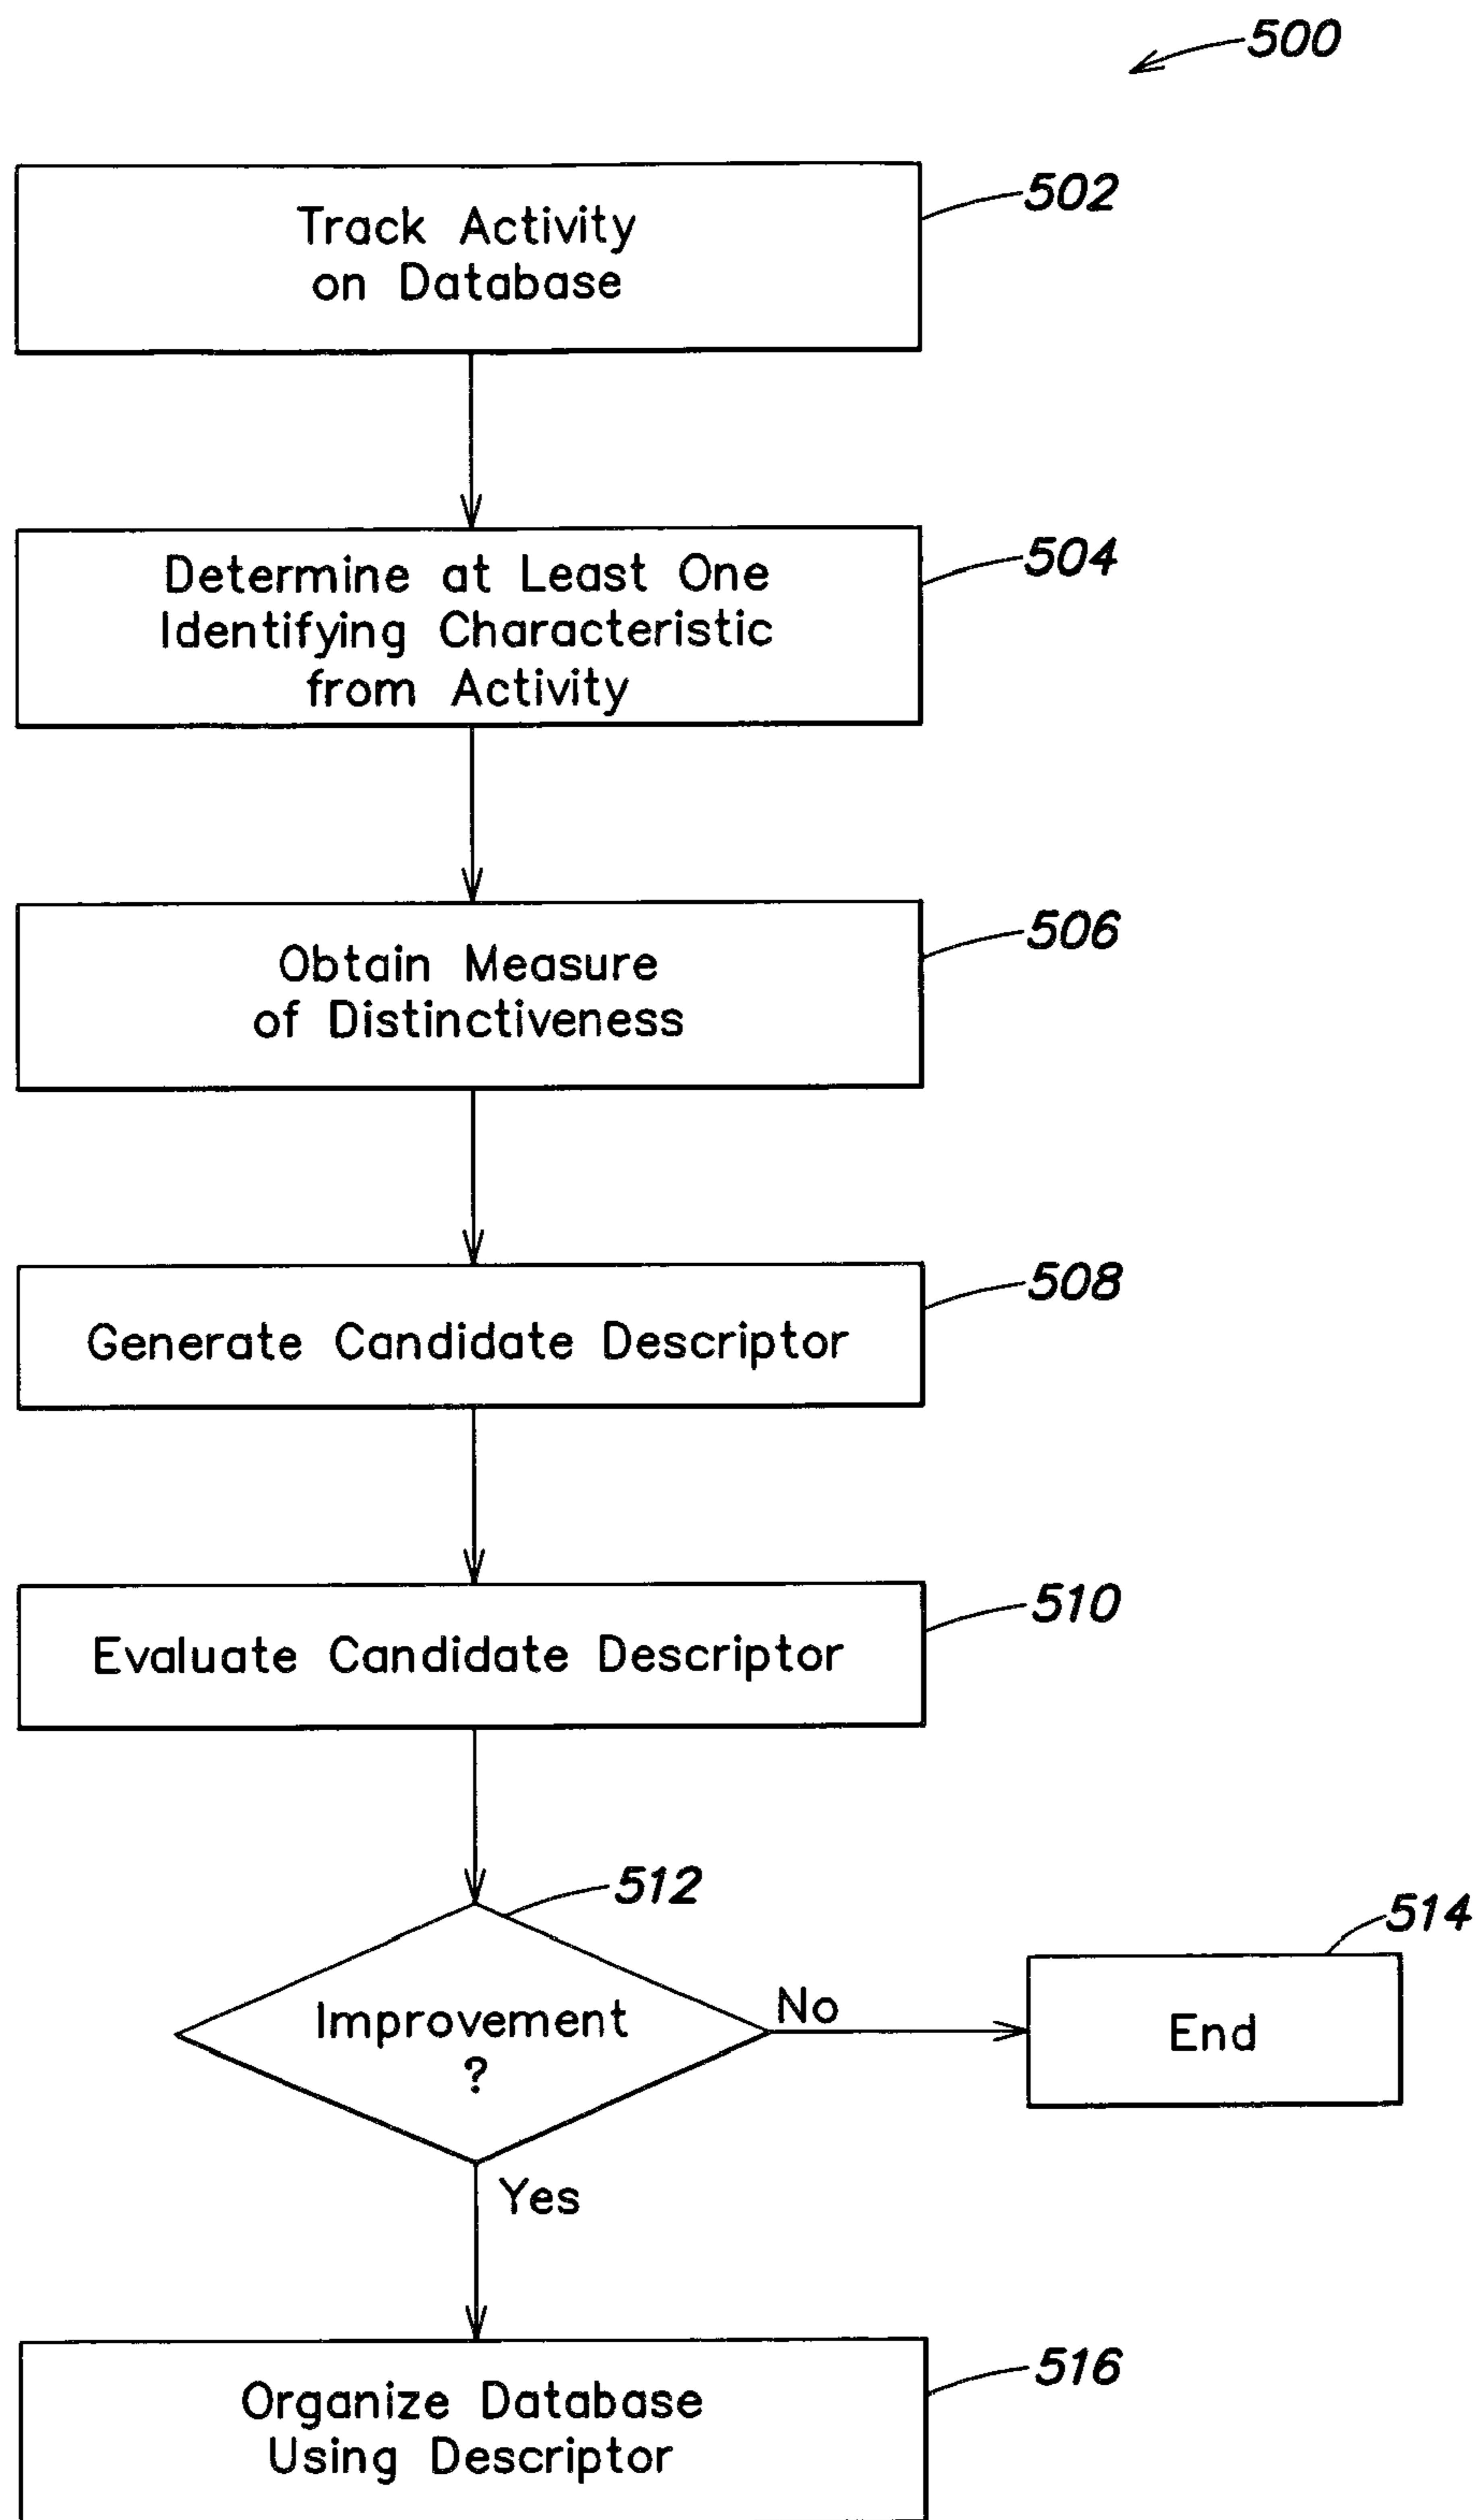 500
502
Track Activity
on Database
504
Determine at Least One
Identifying Characteristic
from Activity
506
Obtain Measure
of Distinctiveness
508
Generate Candidate Descriptor
510
Evaluate Candidate Descriptor
512
514
Improvement
?
No
End
Yes
516
Organize Database
Using Descriptor